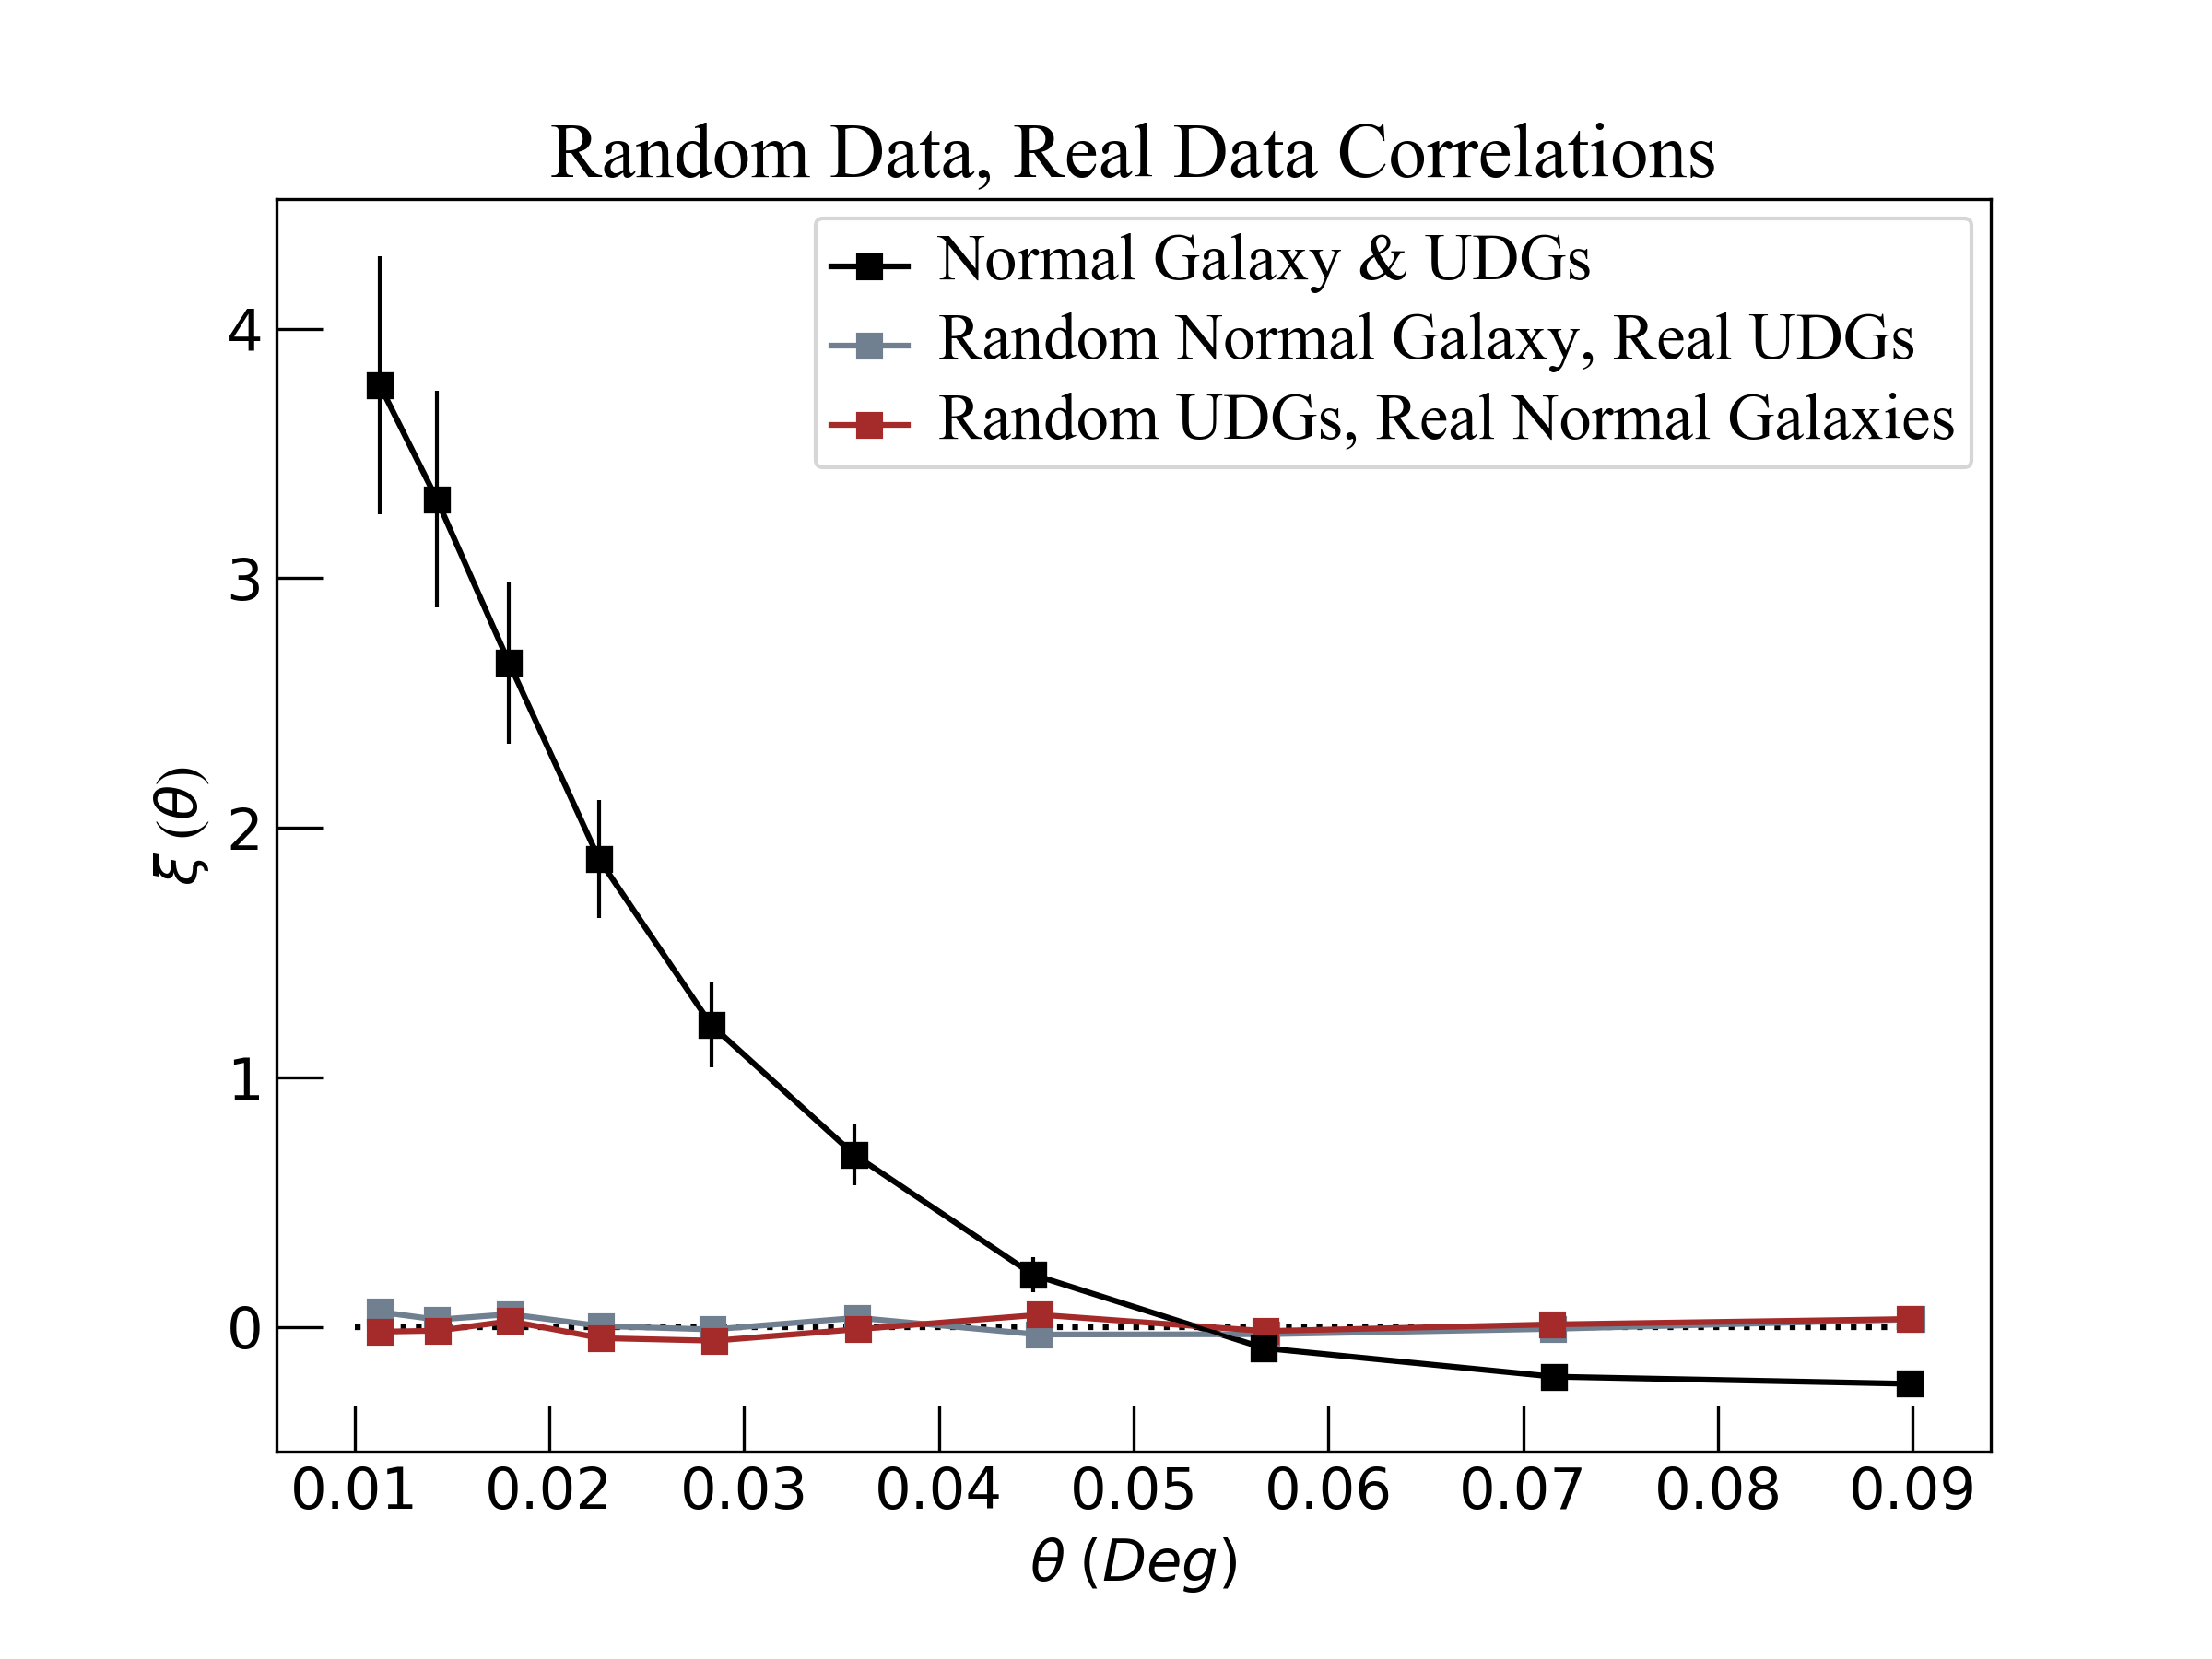 Random Data, Real Data Correlations
Normal Galaxy & UDGs
Random Normal Galaxy, Real UDGs
Random UDGs, Real Normal Galaxies
4
3
2
1
0
ξ (θ)
0.01 0.02 0.03 0.04 0.05 0.06 0.07 0.08 0.09
θ (Deg)